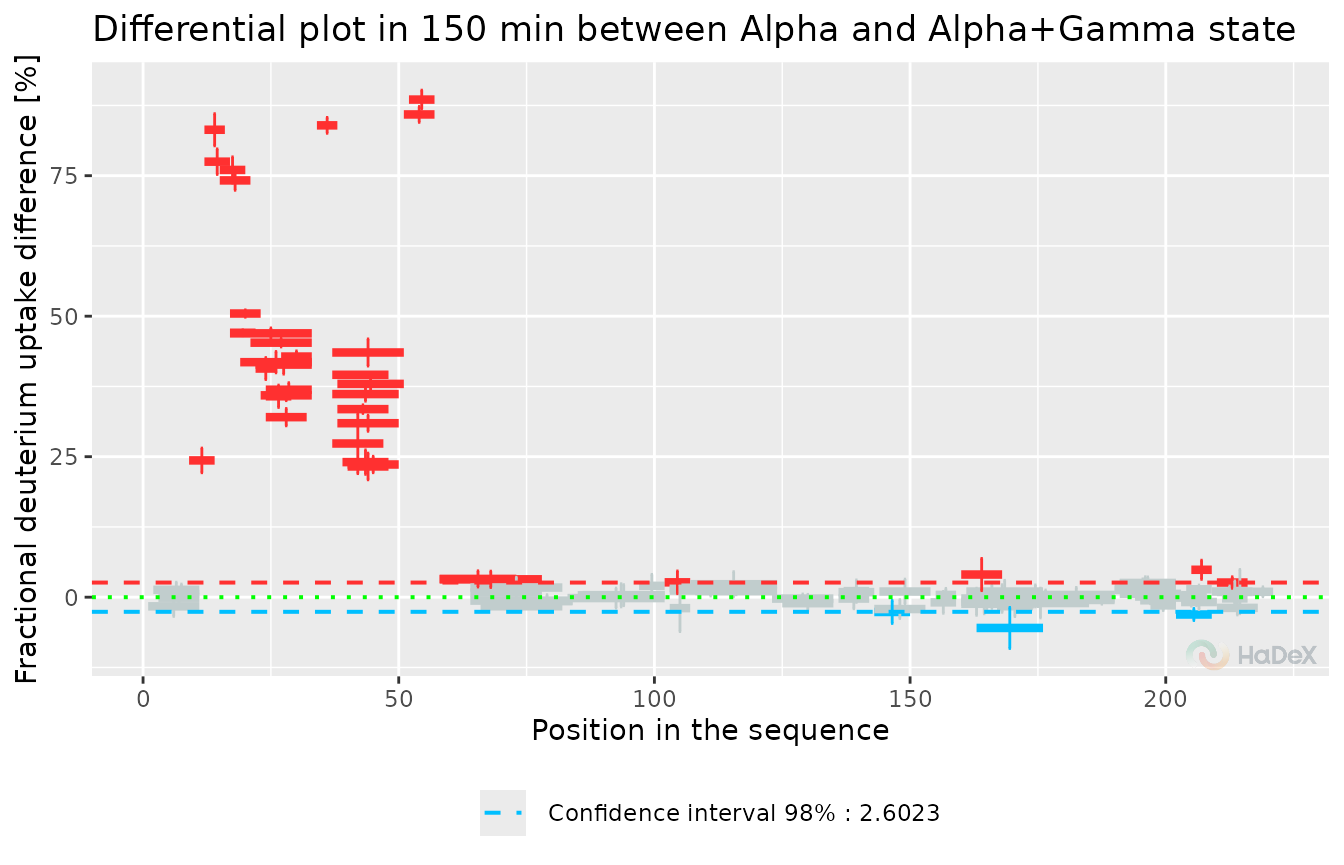 Differential plot in 150 min between Alpha and Alpha+Gamma state
Fractional deuterium uptake difference [%]
75
50
25
0
0 50 100 150 200
HaDeX
Position in the sequence
Confidence interval 98% : 2.6023